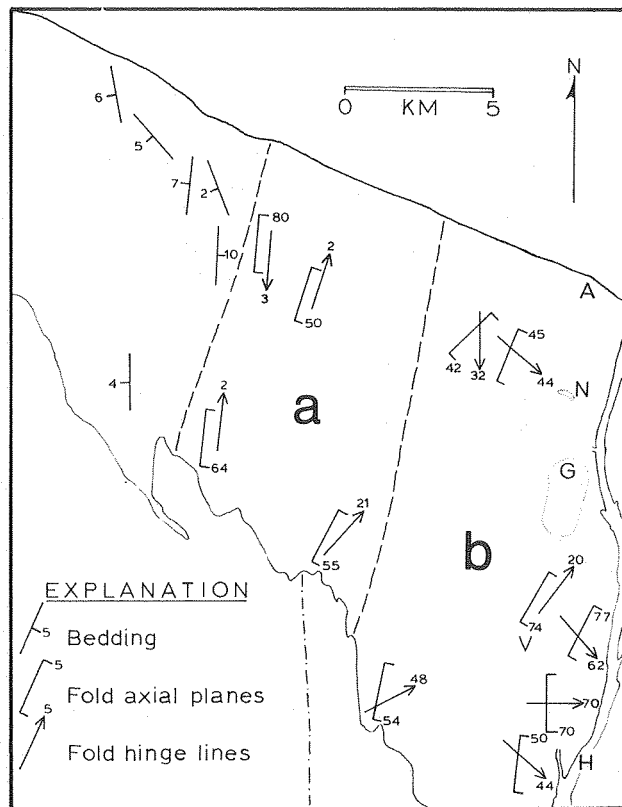 N
0 KM 5
6
5
7 2
10
80
3
2
50
A
45
42 32 44
N
4
2
64
a
G
21
55
b
20
74
V
77
62
EXPLANATION
5 Bedding
5 Fold axial planes
5 Fold hinge lines
48
54
70
70
50
44
H